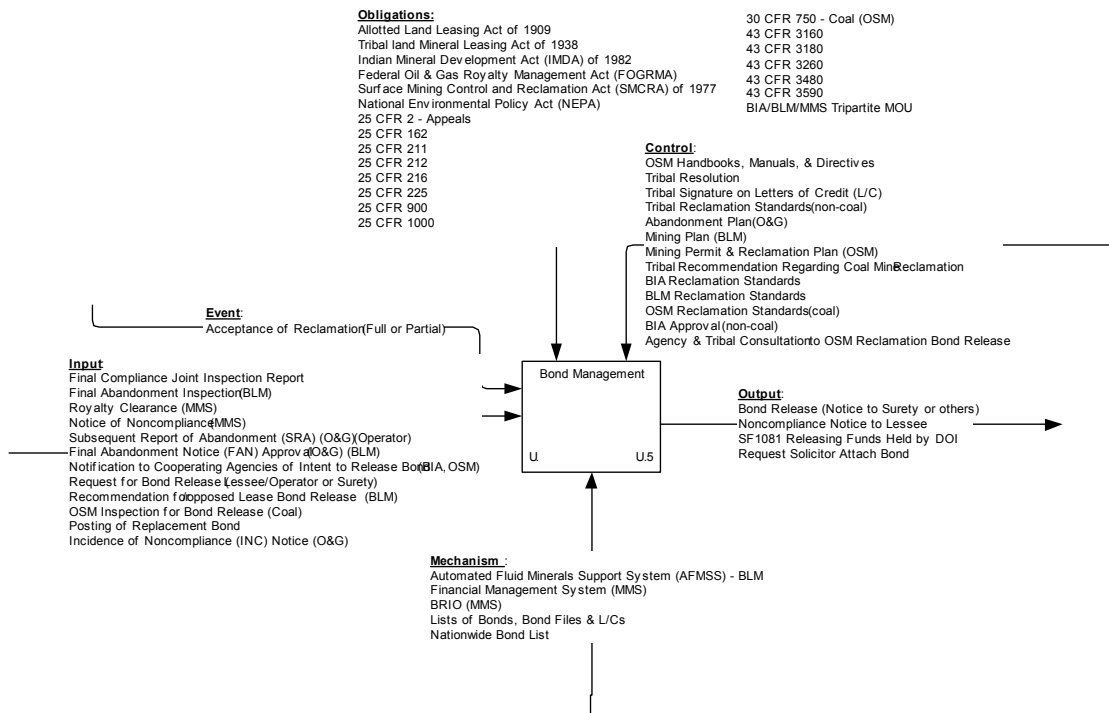 Obligations:
Allotted Land Leasing Act of 1909
Tribal land Mineral Leasing Act of 1938
Indian Mineral Development Act (IMDA) of 1982
Federal Oil & Gas Royalty Management Act (FOGRMA)
Surface Mining Control and Reclamation Act (SMCRA) of 1977
National Environmental Policy Act (NEPA)
25 CFR 2 - Appeals
25 CFR 162
25 CFR 211
25 CFR 212
25 CFR 216
25 CFR 225
25 CFR 900
25 CFR 1000
30 CFR 750 - Coal (OSM)
43 CFR 3160
43 CFR 3180
43 CFR 3260
43 CFR 3480
43 CFR 3590
BIA/BLM/MMS Tripartite MOU
Control:
OSM Handbooks, Manuals, & Directives
Tribal Resolution
Tribal Signature on Letters of Credit (L/C)
Tribal Reclamation Standards(non-coal)
Abandonment Plan(O&G)
Mining Plan (BLM)
Mining Permit & Reclamation Plan (OSM)
Tribal Recommendation Regarding Coal MineReclamation
BIA Reclamation Standards
BLM Reclamation Standards
OSM Reclamation Standards(coal)
BIA Approval(non-coal)
Agency & Tribal Consultationto OSM Reclamation Bond Release
Event:
Acceptance of Reclamation(Full or Partial)
Input
Final Compliance Joint Inspection Report
Final Abandonment Inspection(BLM)
Royalty Clearance (MMS)
Notice of Noncompliance(MMS)
Subsequent Report of Abandonment (SRA) (O&G)(Operator)
Final Abandonment Notice (FAN) Approval(O&G) (BLM)
Notification to Cooperating Agencies of Intent to Release Bond(BIA, OSM)
Request for Bond Release (Lessee/Operator or Surety)
Recommendation for/opposed Lease Bond Release (BLM)
OSM Inspection for Bond Release (Coal)
Posting of Replacement Bond
Incidence of Noncompliance (INC) Notice (O&G)
Bond Management
U.
U.5
Output:
Bond Release (Notice to Surety or others)
Noncompliance Notice to Lessee
SF1081 Releasing Funds Held by DOI
Request Solicitor Attach Bond
Mechanism :
Automated Fluid Minerals Support System (AFMSS) - BLM
Financial Management System (MMS)
BRIO (MMS)
Lists of Bonds, Bond Files & L/Cs
Nationwide Bond List